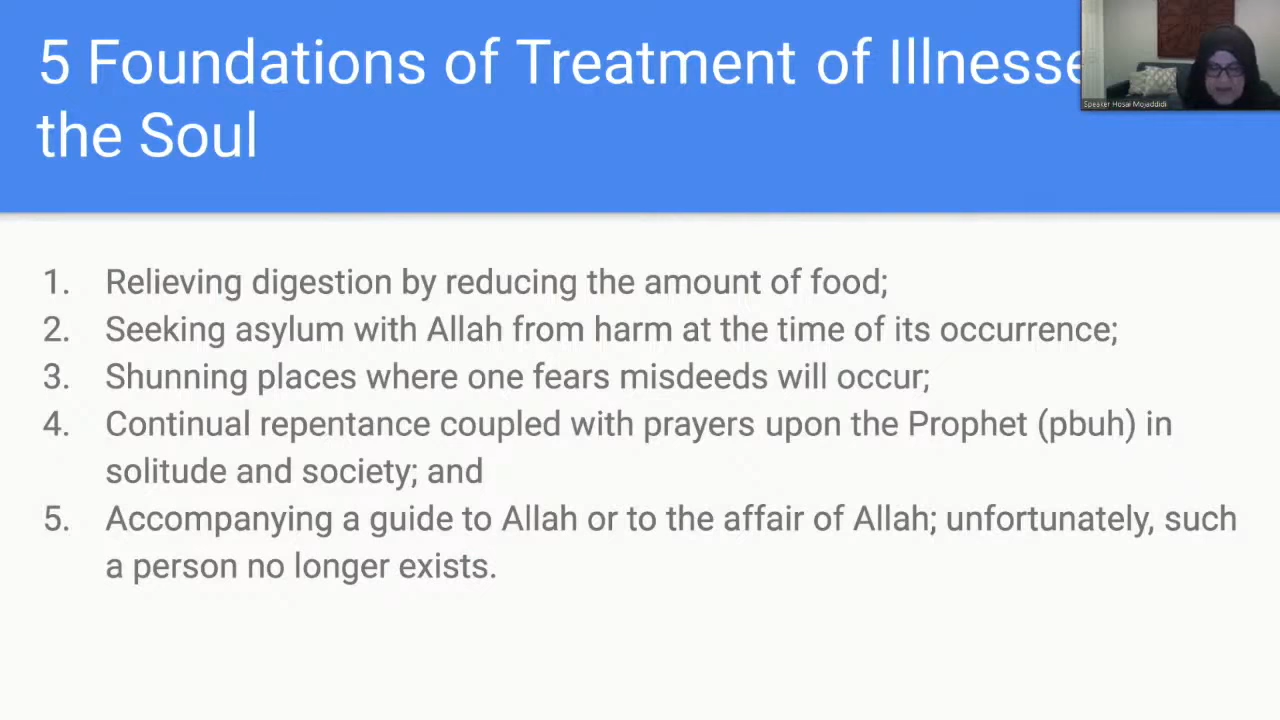 5 Foundations of Treatment of Illnesse
the Soul
Speaker Hosai Mojaddidi
1. Relieving digestion by reducing the amount of food;
2. Seeking asylum with Allah from harm at the time of its occurrence;
3. Shunning places where one fears misdeeds will occur;
4. Continual repentance coupled with prayers upon the Prophet (pbuh) in
solitude and society; and
5. Accompanying a guide to Allah or to the affair of Allah; unfortunately, such
a person no longer exists.